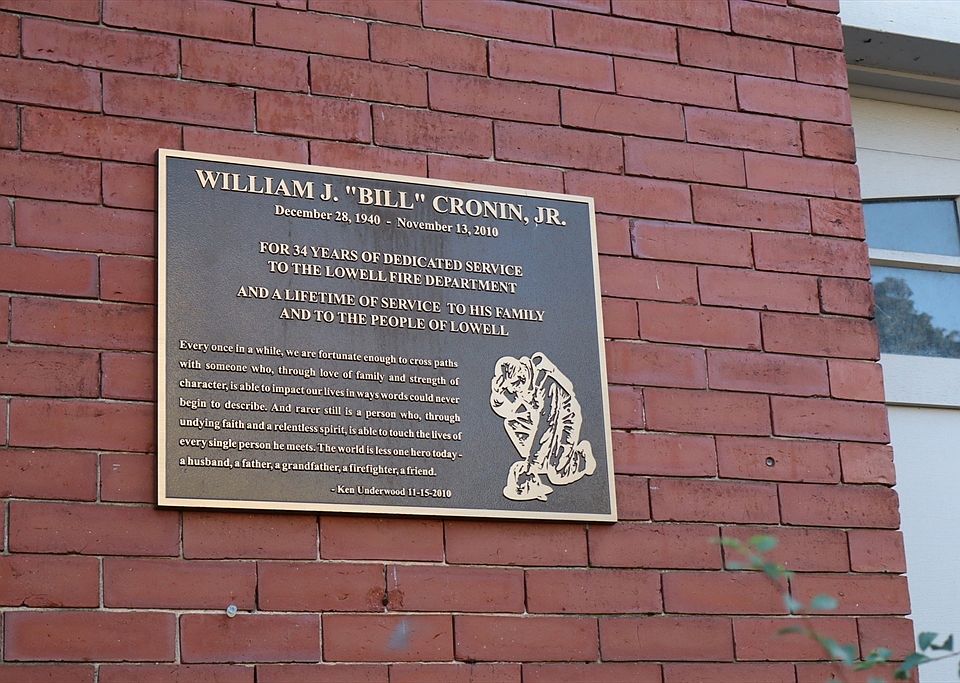 WILLIAM J. "BILL" CRONIN, JR.
December 28, 1940 - November 13, 2010
FOR 34 YEARS OF DEDICATED SERVICE
TO THE LOWELL FIRE DEPARTMENT
AND A LIFETIME OF SERVICE TO HIS FAMILY
AND TO THE PEOPLE OF LOWELL
Every once in a while, we are fortunate enough to cross paths
with someone who, through love of family and strength of
character, is able to impact our lives in ways words could never
begin to describe. And rarer still is a person who, through
undying faith and a relentless spirit, is able to touch the lives of
every single person he meets. The world is less one hero today -
a husband, a father, a grandfather, a firefighter, a friend.
- Ken Underwood 11-15-2010